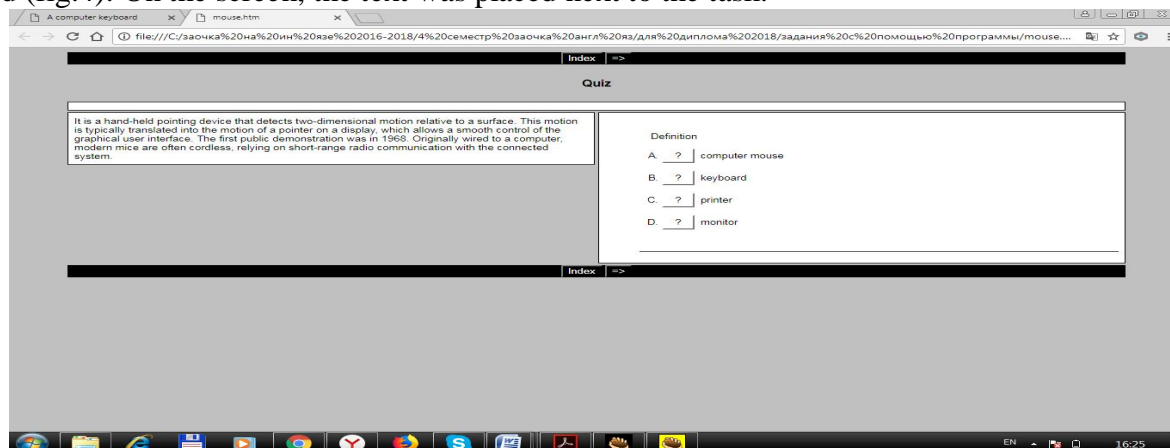 d (fig.4). On the screen, the text was placed next to the task.
A computer keyboard
mouse.htm
file:///C:/заочка%20на%20ин%20язе%202016-2018/4%20семестр%20заочка%20англ%20яз/для%20диплома%202018/задания%20с%20помощью%20программы/mouse....
Index =>
Quiz
It is a hand-held pointing device that detects two-dimensional motion relative to a surface. This motion
is typically translated into the motion of a pointer on a display, which allows a smooth control of the
graphical user interface. The first public demonstration was in 1968. Originally wired to a computer,
modern mice are often cordless, relying on short-range radio communication with the connected
system.
Definition
A. ? computer mouse
B. ? keyboard
C. ? printer
D. ? monitor
Index =>
EN 16:25